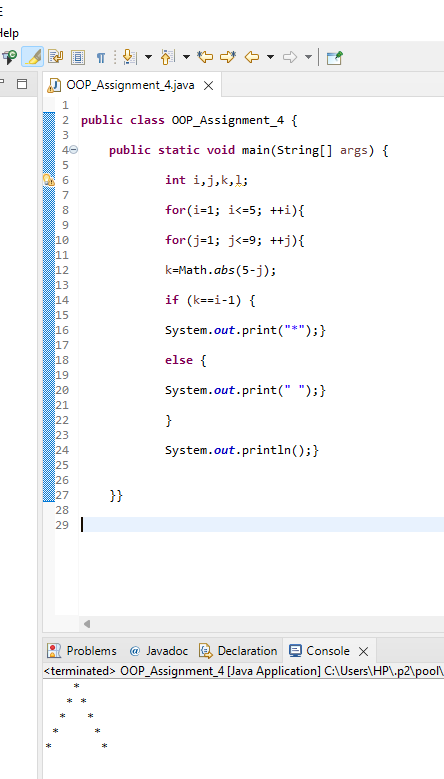 E
Help
OOP_Assignment_4.java
1
2 public class OOP_Assignment_4 {
3
4 public static void main(String[] args) {
5
6 int i,j,k,l;
7
8 for(i=1; i<=5; ++i){
9
10 for(j=1; j<=9; ++j){
11
12 k=Math.abs(5-j);
13
14 if (k==i-1) {
15
16 System.out.print("*");}
17
18 else {
19
20 System.out.print(" ");}
21
22 }
23
24 System.out.println();}
25
26
27 }}
28
29
Problems @ Javadoc Declaration Console
<terminated> OOP_Assignment_4 [Java Application] C:\Users\HP\.p2\pool\
    *
   * *
  *   *
 *     *
*       *